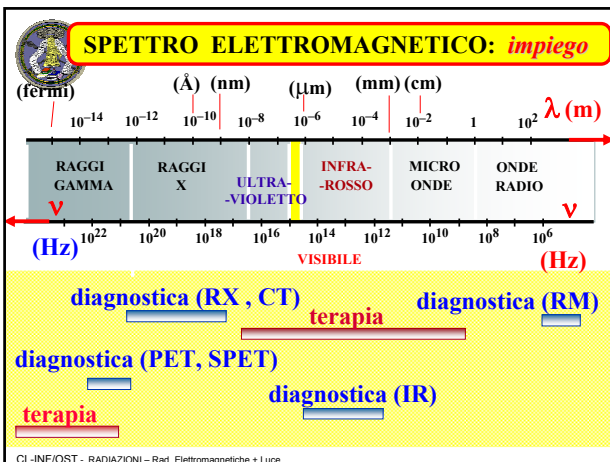 SPETTRO ELETTROMAGNETICO: impiego
(fermi) (Å) (nm) (μm) (mm) (cm)
10⁻¹⁴ 10⁻¹² 10⁻¹⁰ 10⁻⁸ 10⁻⁶ 10⁻⁴ 10⁻² 1 10² λ (m)
RAGGI GAMMA
RAGGI X
ULTRA- -VIOLETTO
INFRA- -ROSSO
MICRO ONDE
ONDE RADIO
ν ν
(Hz) 10²² 10²⁰ 10¹⁸ 10¹⁶ 10¹⁴ 10¹² 10¹⁰ 10⁸ 10⁶ (Hz)
VISIBILE
diagnostica (RX , CT)
terapia
diagnostica (RM)
diagnostica (PET, SPET)
diagnostica (IR)
terapia
CL-INF/OST - RADIAZIONI – Rad. Elettromagnetiche + Luce